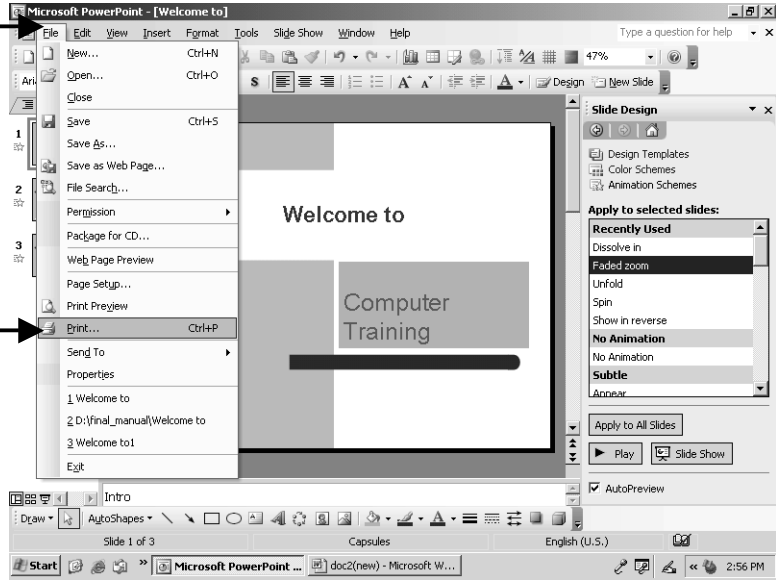 Microsoft PowerPoint - [Welcome to]
File Edit View Insert Format Tools Slide Show Window Help Type a question for help
47%
S A A A Design New Slide
New... Ctrl+N
Open... Ctrl+O
Close
Save Ctrl+S
Save As...
Save as Web Page...
File Search...
Permission
Package for CD...
Web Page Preview
Page Setup...
Print Preview
Print... Ctrl+P
Send To
Properties
1 Welcome to
2 D:\final_manual\Welcome to
3 Welcome to1
Exit
1
2
3
Welcome to
Computer
Training
Slide Design
Design Templates
Color Schemes
Animation Schemes
Apply to selected slides:
Recently Used
Dissolve in
Faded zoom
Unfold
Spin
Show in reverse
No Animation
No Animation
Subtle
Appear
Apply to All Slides
Play Slide Show
AutoPreview
Intro
Draw AutoShapes
Slide 1 of 3 Capsules English (U.S.)
Start » Microsoft PowerPoint ... doc2(new) - Microsoft W... « 2:56 PM